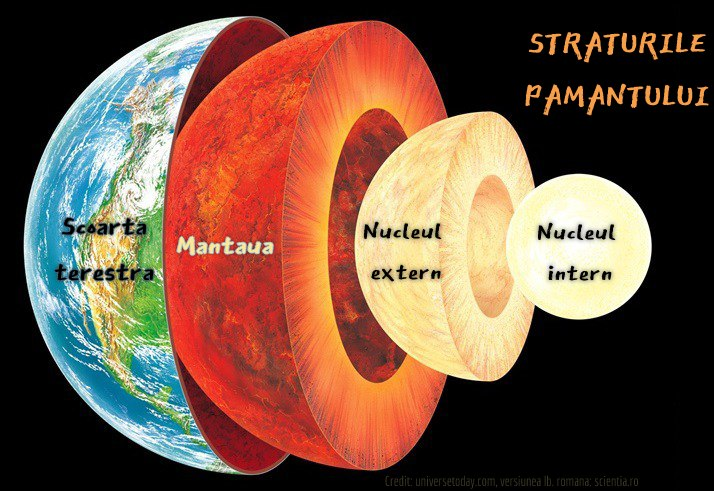 STRATURILE
PAMANTULUI
Scoarta
terestra
Mantaua
Nucleul
extern
Nucleul
intern
Credit: universetoday.com, versiunea lb. romana: scientia.ro